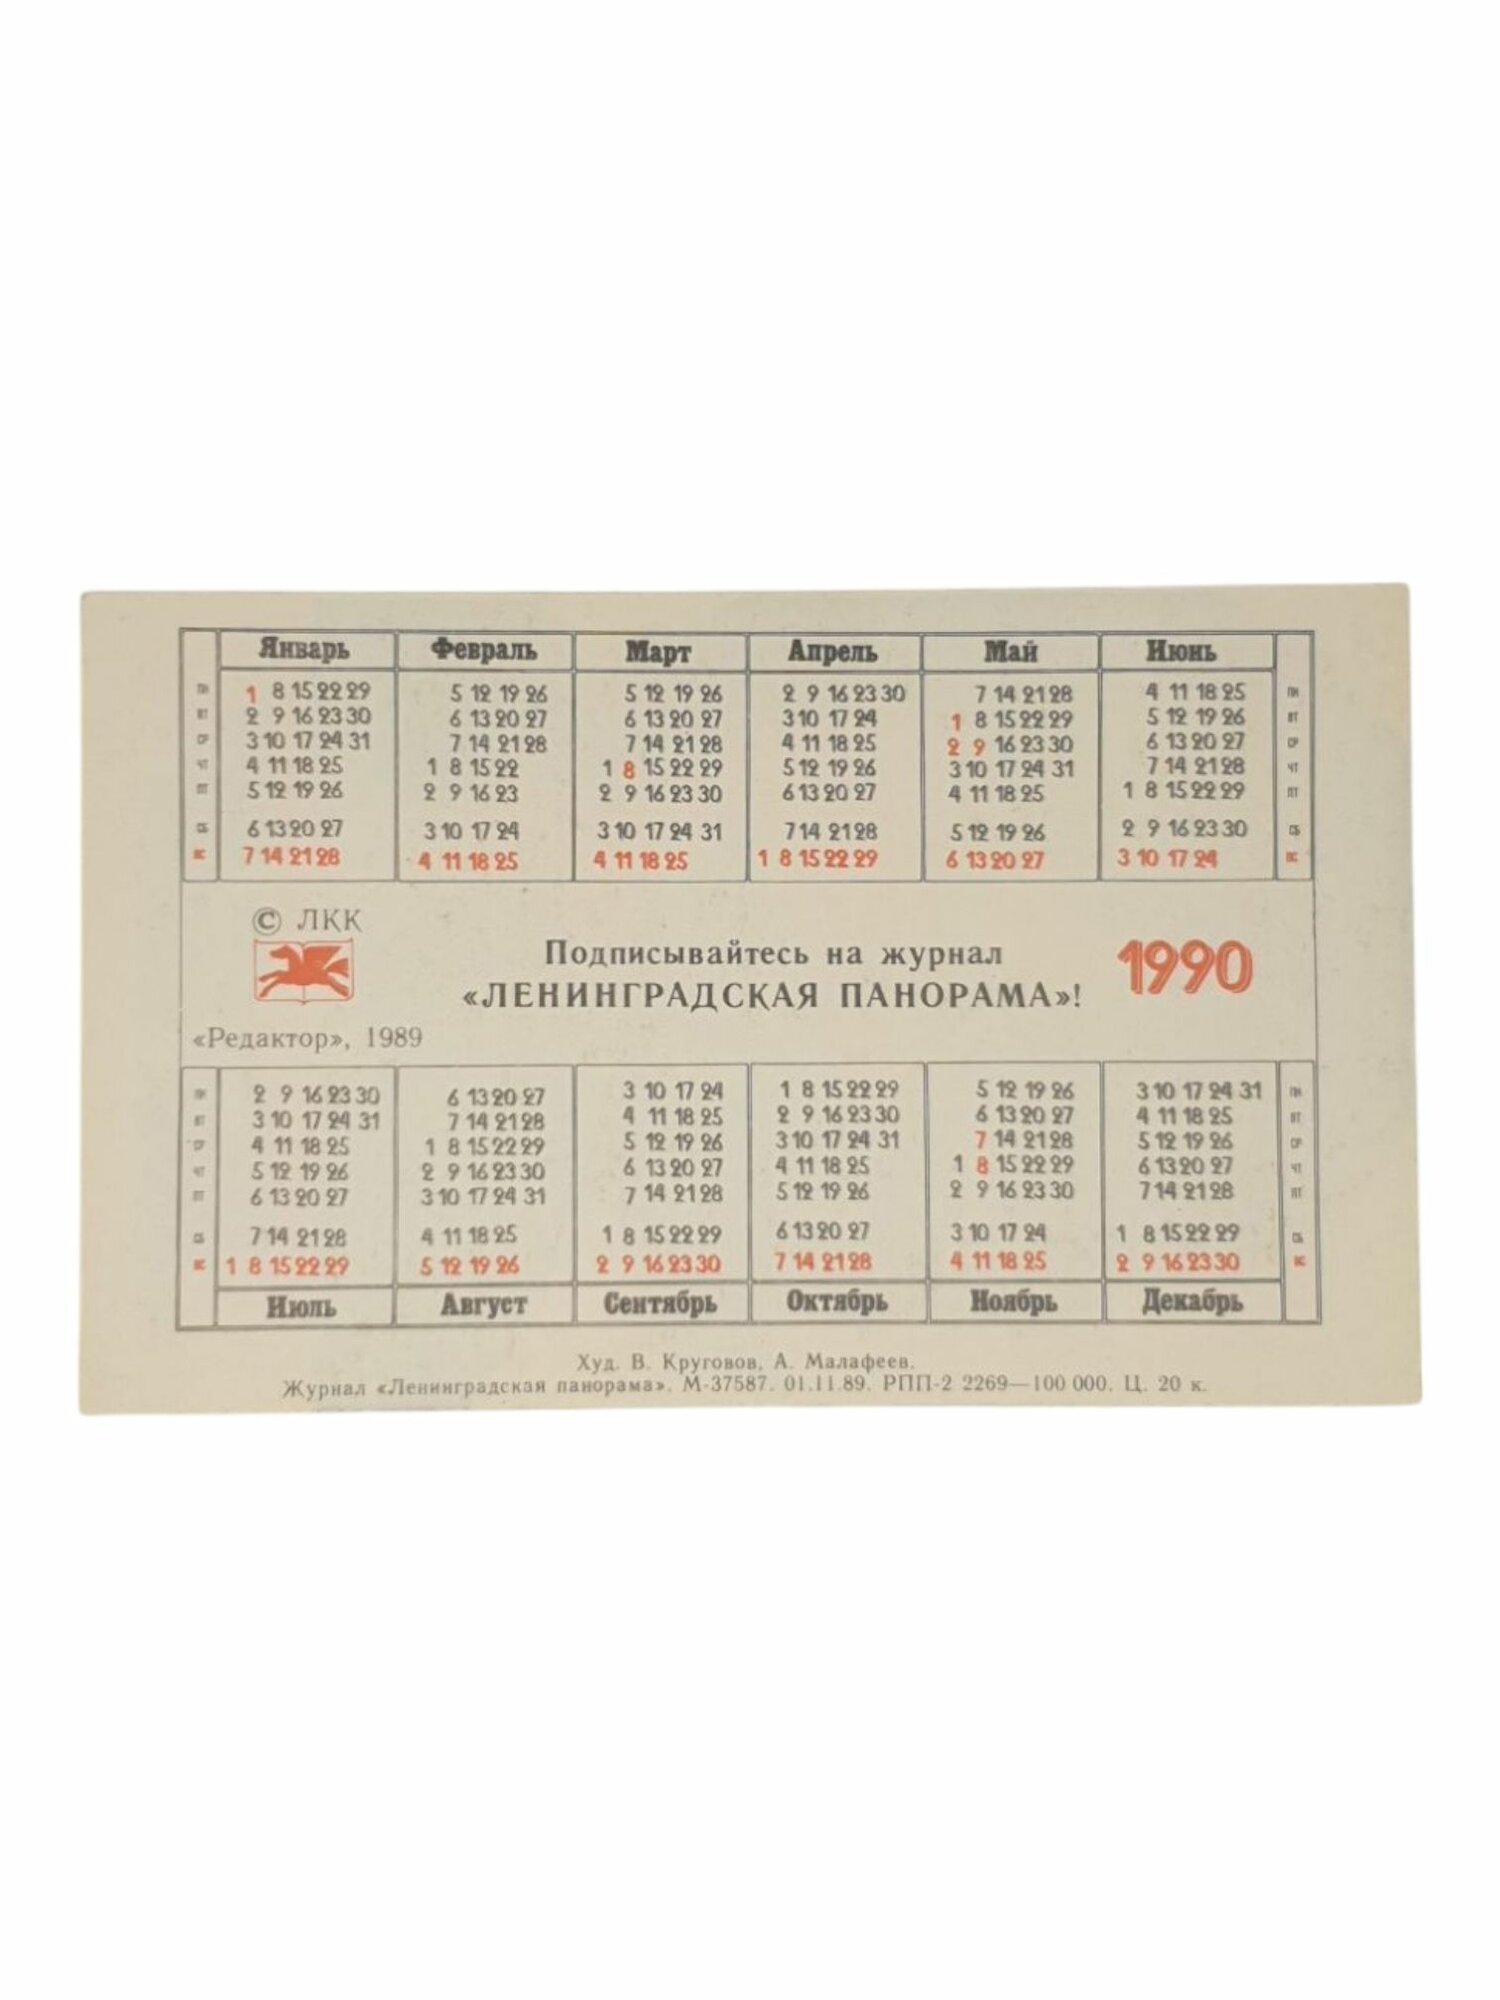 Январь Февраль Март Апрель Май Июнь
ПН 1 8 15 22 29 5 12 19 26 5 12 19 26 2 9 16 23 30 7 14 21 28 4 11 18 25 ПН
ВТ 2 9 16 23 30 6 13 20 27 6 13 20 27 3 10 17 24 1 8 15 22 29 5 12 19 26 ВТ
СР 3 10 17 24 31 7 14 21 28 7 14 21 28 4 11 18 25 2 9 16 23 30 6 13 20 27 СР
ЧТ 4 11 18 25 1 8 15 22 1 8 15 22 29 5 12 19 26 3 10 17 24 31 7 14 21 28 ЧТ
ПТ 5 12 19 26 2 9 16 23 2 9 16 23 30 6 13 20 27 4 11 18 25 1 8 15 22 29 ПТ
СБ 6 13 20 27 3 10 17 24 3 10 17 24 31 7 14 21 28 5 12 19 26 2 9 16 23 30 СБ
ВС 7 14 21 28 4 11 18 25 4 11 18 25 1 8 15 22 29 6 13 20 27 3 10 17 24 ВС
© ЛКК
Подписывайтесь на журнал
«ЛЕНИНГРАДСКАЯ ПАНОРАМА»!
1990
«Редактор», 1989
ПН 2 9 16 23 30 6 13 20 27 3 10 17 24 1 8 15 22 29 5 12 19 26 3 10 17 24 31 ПН
ВТ 3 10 17 24 31 7 14 21 28 4 11 18 25 2 9 16 23 30 6 13 20 27 4 11 18 25 ВТ
СР 4 11 18 25 1 8 15 22 29 5 12 19 26 3 10 17 24 31 7 14 21 28 5 12 19 26 СР
ЧТ 5 12 19 26 2 9 16 23 30 6 13 20 27 4 11 18 25 1 8 15 22 29 6 13 20 27 ЧТ
ПТ 6 13 20 27 3 10 17 24 31 7 14 21 28 5 12 19 26 2 9 16 23 30 7 14 21 28 ПТ
СБ 7 14 21 28 4 11 18 25 1 8 15 22 29 6 13 20 27 3 10 17 24 1 8 15 22 29 СБ
ВС 1 8 15 22 29 5 12 19 26 2 9 16 23 30 7 14 21 28 4 11 18 25 2 9 16 23 30 ВС
Июль Август Сентябрь Октябрь Ноябрь Декабрь
Худ. В. Круговов, А. Малафеев.
Журнал «Ленинградская панорама». М-37587. 01.11.89. РПП-2 2269—100 000. Ц. 20 к.